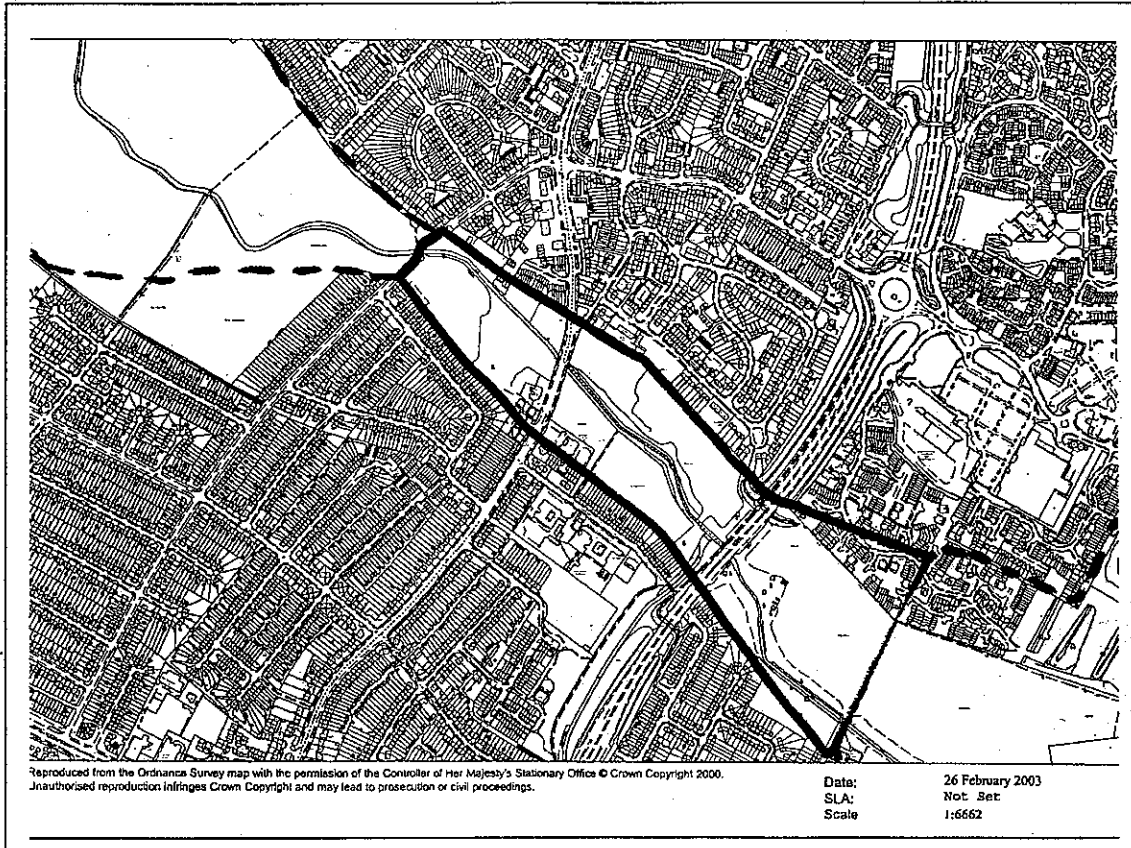 Reproduced from the Ordnance Survey map with the permission of the Controller of Her Majesty's Stationary Office © Crown Copyright 2000.
Unauthorised reproduction infringes Crown Copyright and may lead to prosecution or civil proceedings.
Date: 26 February 2003
SLA: Not Set
Scale 1:6662